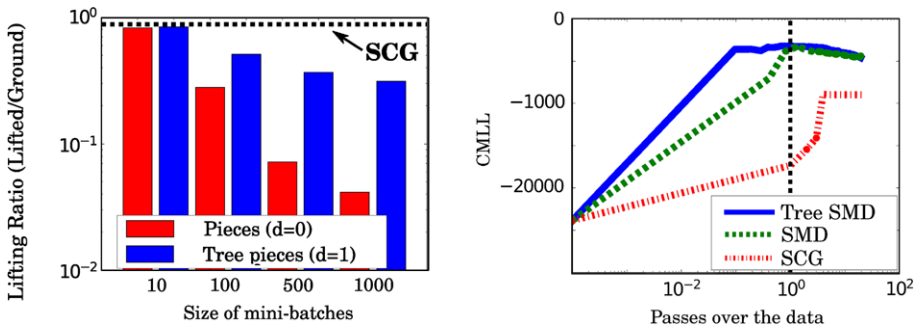 Lifting Ratio (Lifted/Ground)
10^0
10^-1
10^-2
SCG
Pieces (d=0)
Tree pieces (d=1)
10 100 500 1000
Size of mini-batches
CMLL
0
−1000
−20000
Tree SMD
SMD
SCG
10^-2 10^0 10^2
Passes over the data